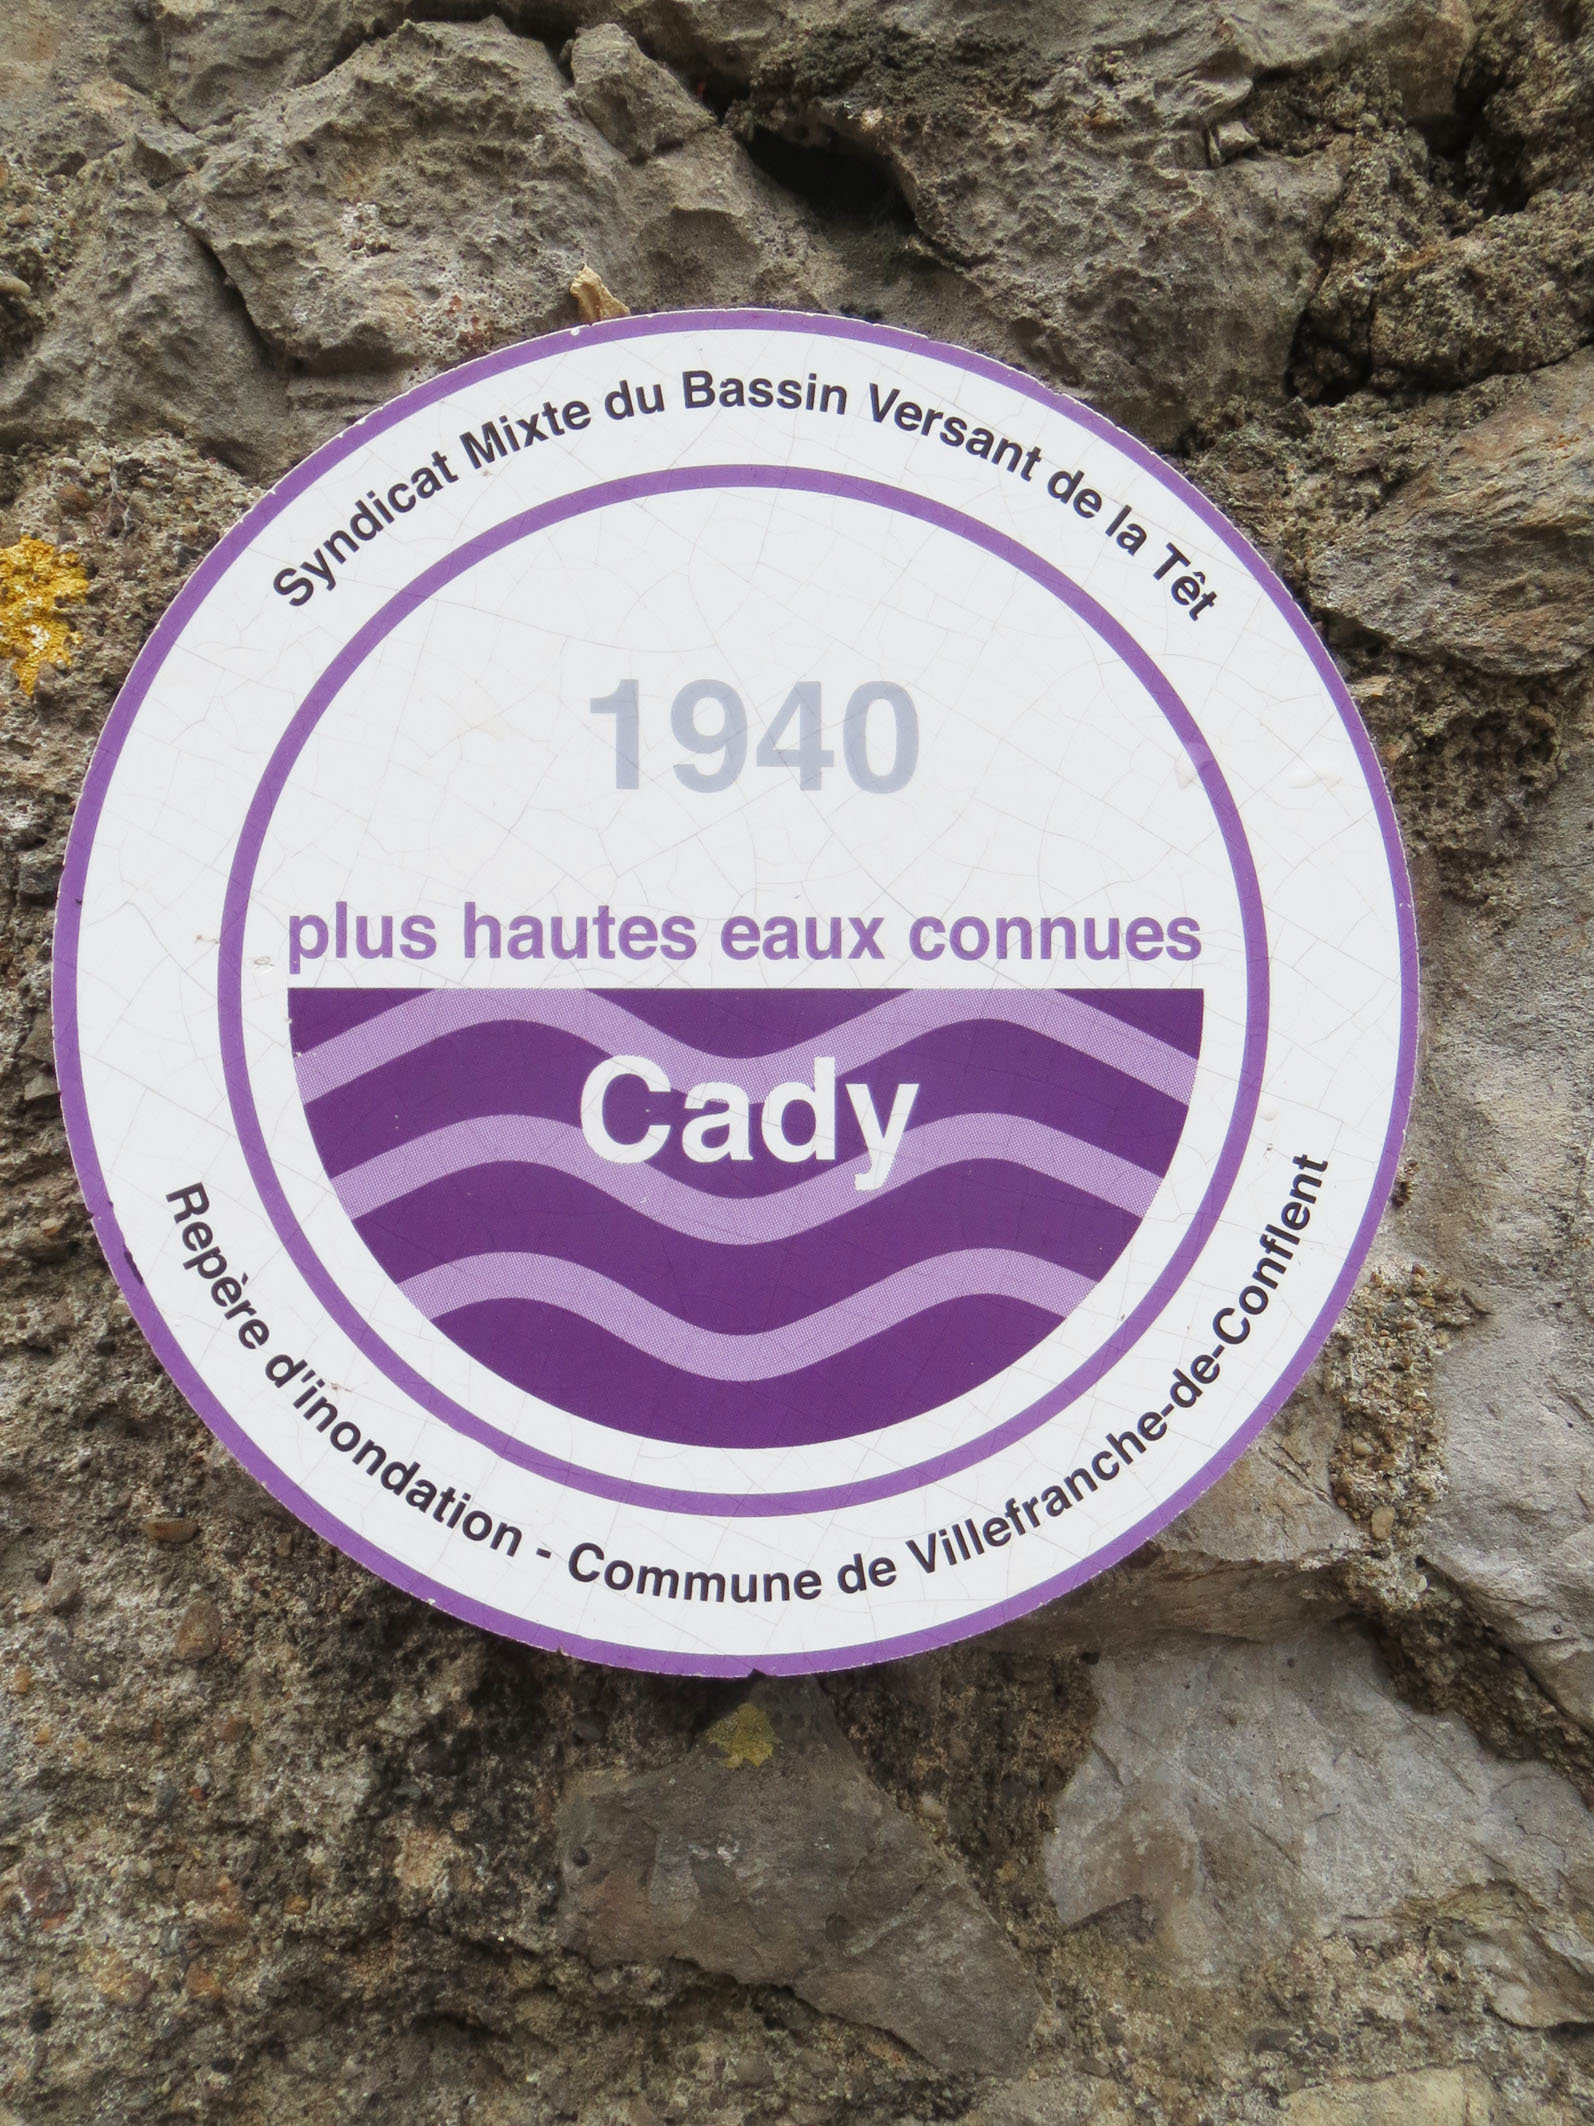 Syndicat Mixte du Bassin Versant de la Têt
1940
plus hautes eaux connues
Cady
Repère d'inondation - Commune de Villefranche-de-Conflent